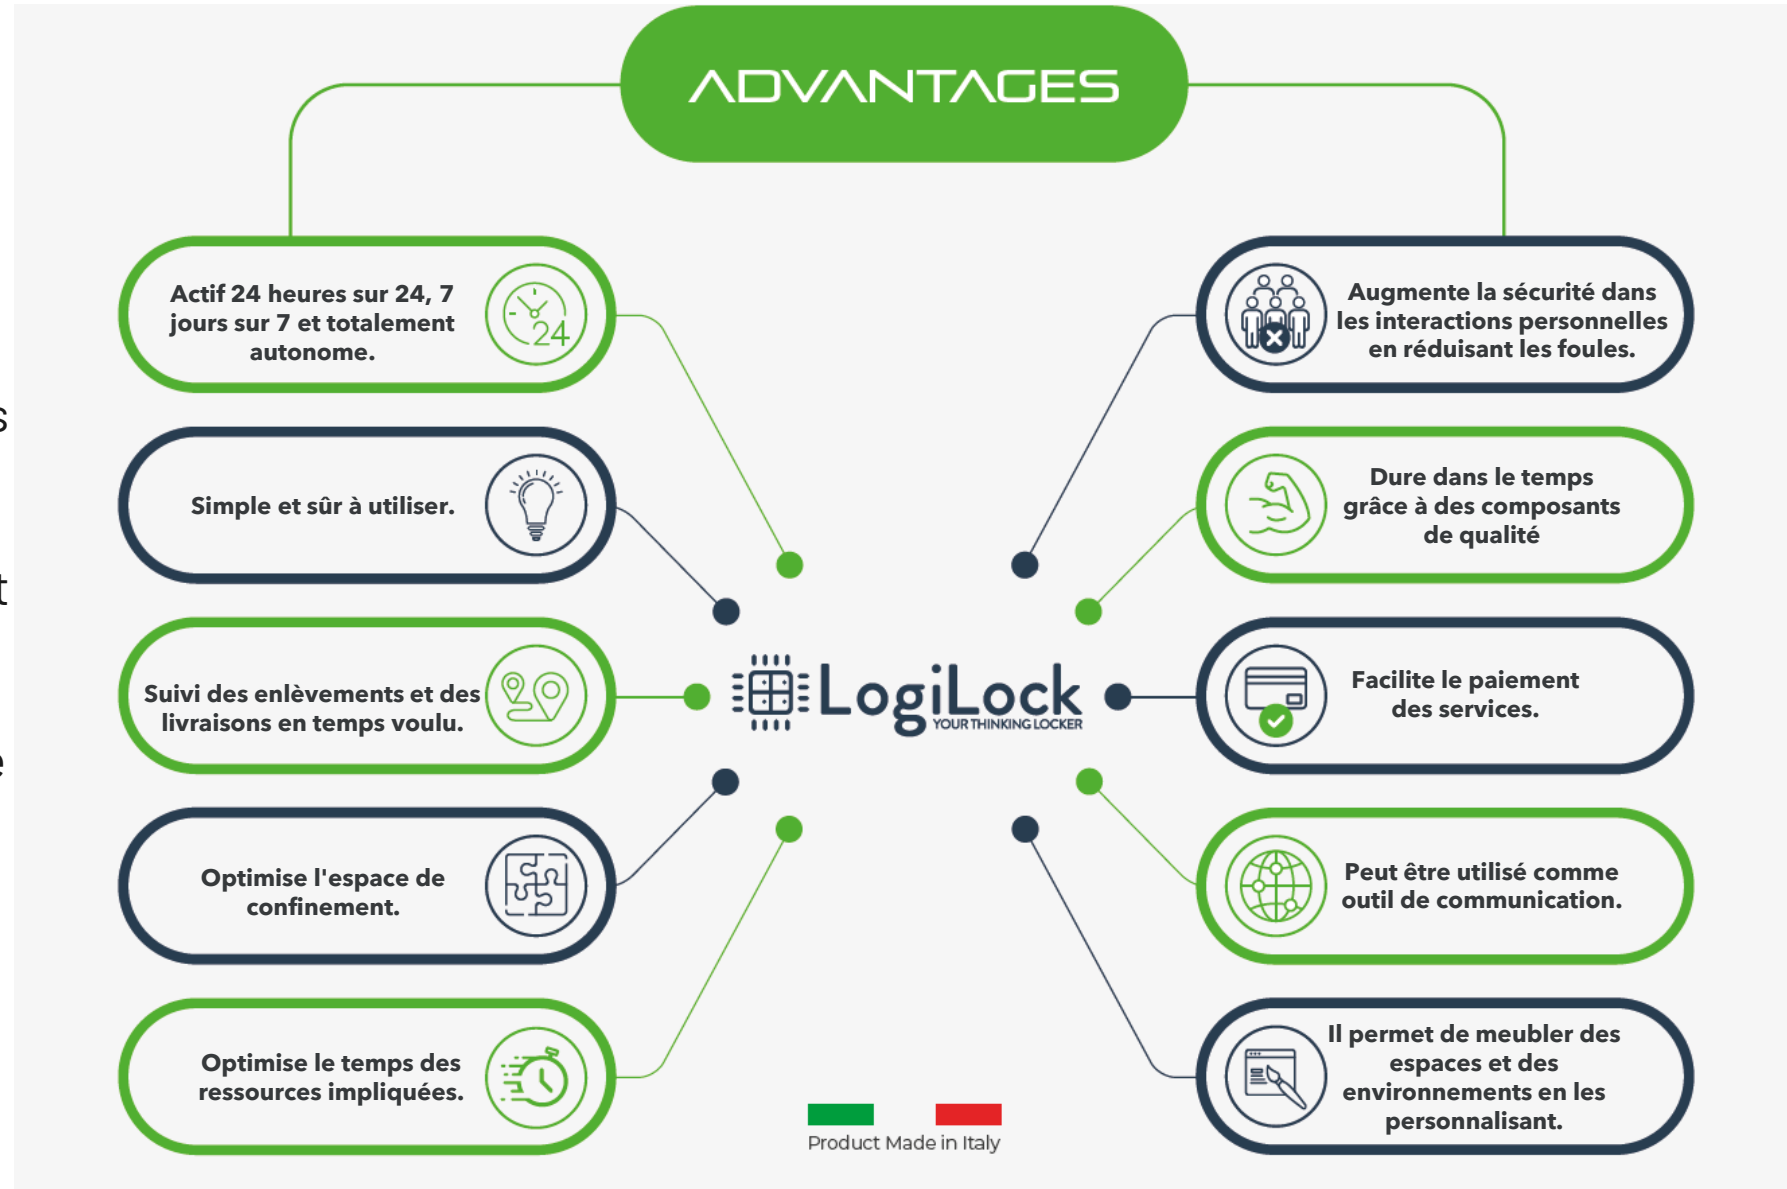 ADVANTAGES
Actif 24 heures sur 24, 7
jours sur 7 et totalement
autonome.
24
Simple et sûr à utiliser.
Suivi des enlèvements et des
livraisons en temps voulu.
Optimise l'espace de
confinement.
Optimise le temps des
ressources impliquées.
LogiLock
YOUR THINKING LOCKER
Augmente la sécurité dans
les interactions personnelles
en réduisant les foules.
Dure dans le temps
grâce à des composants
de qualité
Facilite le paiement
des services.
Peut être utilisé comme
outil de communication.
Il permet de meubler des
espaces et des
environnements en les
personnalisant.
Product Made in Italy
s
t
e